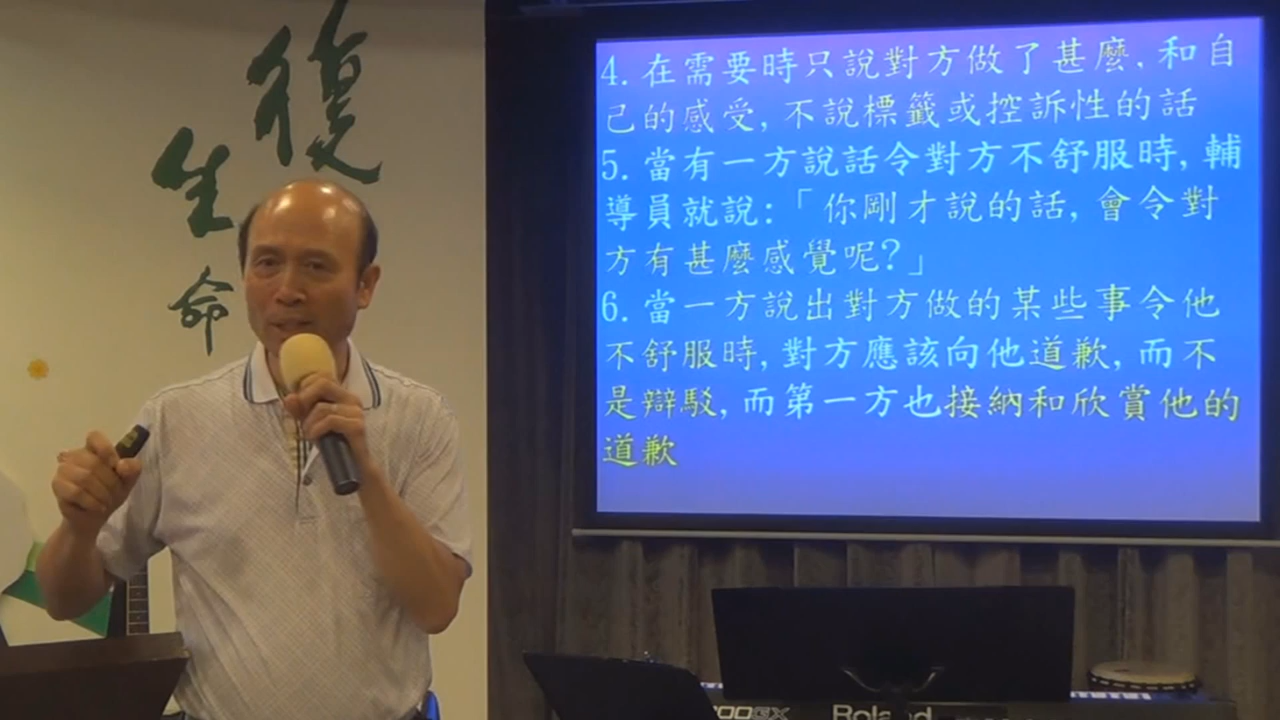 復
生
命
4. 在需要時只說對方做了甚麼, 和自
己的感受, 不說標籤或控訴性的話
5. 當有一方說話令對方不舒服時, 輔
導員就說:「你剛才說的話, 會令對
方有甚麼感覺呢?」
6. 當一方說出對方做的某些事令他
不舒服時, 對方應該向他道歉, 而不
是辯駁, 而第一方也接納和欣賞他的
道歉
Roland